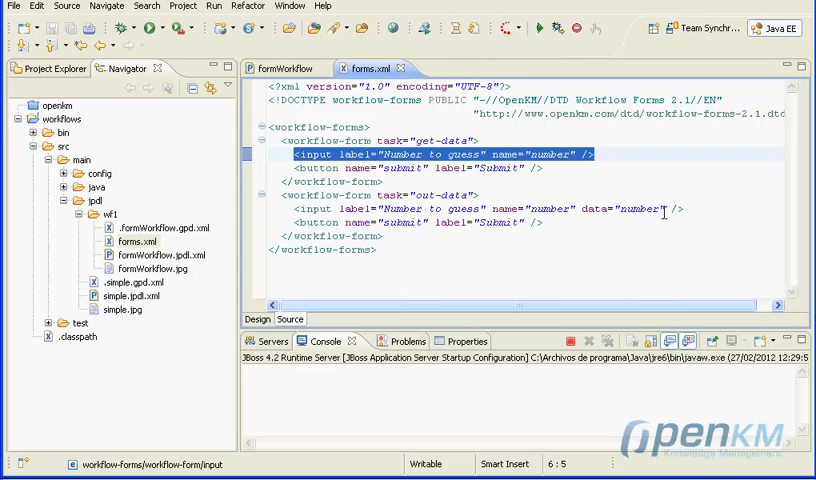 File Edit Source Navigate Search Project Run Refactor Window Help
Team Synchr... Java EE
Project Explorer Navigator
formWorkflow forms.xml
<?xml version="1.0" encoding="UTF-8"?>
<!DOCTYPE workflow-forms PUBLIC "-//OpenKM//DTD Workflow Forms 2.1//EN"
"http://www.openkm.com/dtd/workflow-forms-2.1.dtd
<workflow-forms>
<workflow-form task="get-data">
<input label="Number to guess" name="number" />
<button name="submit" label="Submit" />
</workflow-form>
<workflow-form task="out-data">
<input label="Number to guess" name="number" data="number" />
<button name="submit" label="Submit" />
</workflow-form>
</workflow-forms>
openkm
workflows
bin
src
main
config
java
jpdl
wf1
.formWorkflow.gpd.xml
forms.xml
formWorkflow.jpdl.xml
formWorkflow.jpg
.simple.gpd.xml
simple.jpdl.xml
simple.jpg
test
.classpath
Design Source
Servers Console Problems Properties
JBoss 4.2 Runtime Server [JBoss Application Server Startup Configuration] C:\Archivos de programa\Java\jre6\bin\javaw.exe (27/02/2012 12:29:5
OpenKM
Knowledge Management
workflow-forms/workflow-form/input Writable Smart Insert 6 : 5